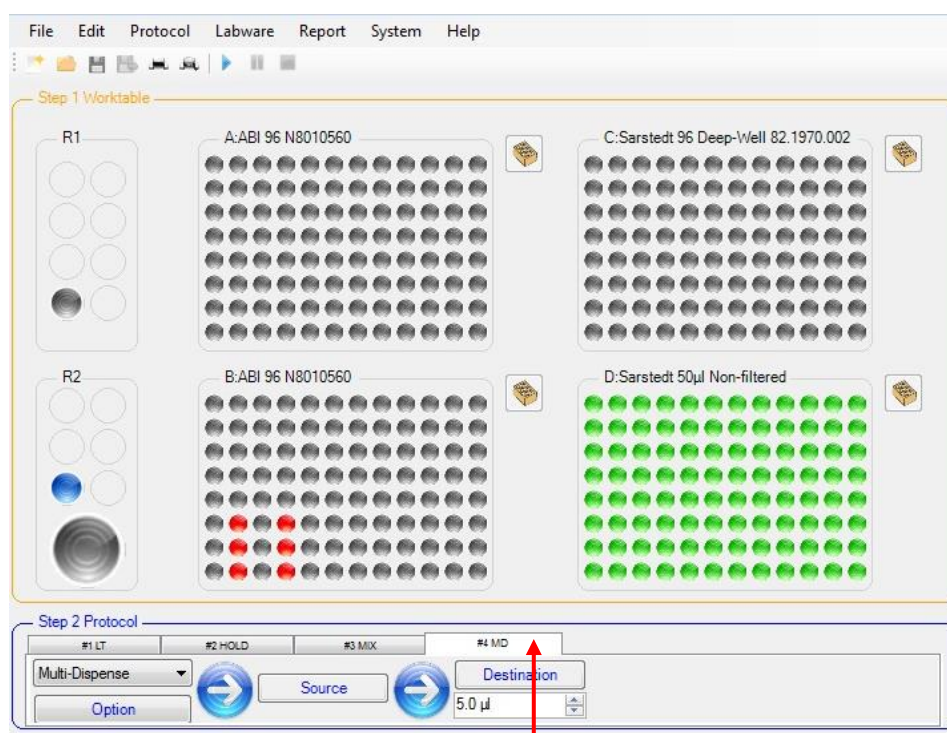 File Edit Protocol Labware Report System Help
Step 1 Worktable
R1
A:ABI 96 N8010560
C:Sarstedt 96 Deep-Well 82.1970.002
R2
B:ABI 96 N8010560
D:Sarstedt 50µl Non-filtered
Step 2 Protocol
#1 LT #2 HOLD #3 MIX #4 MD
Multi-Dispense
Source
Destination
Option
5.0 µl